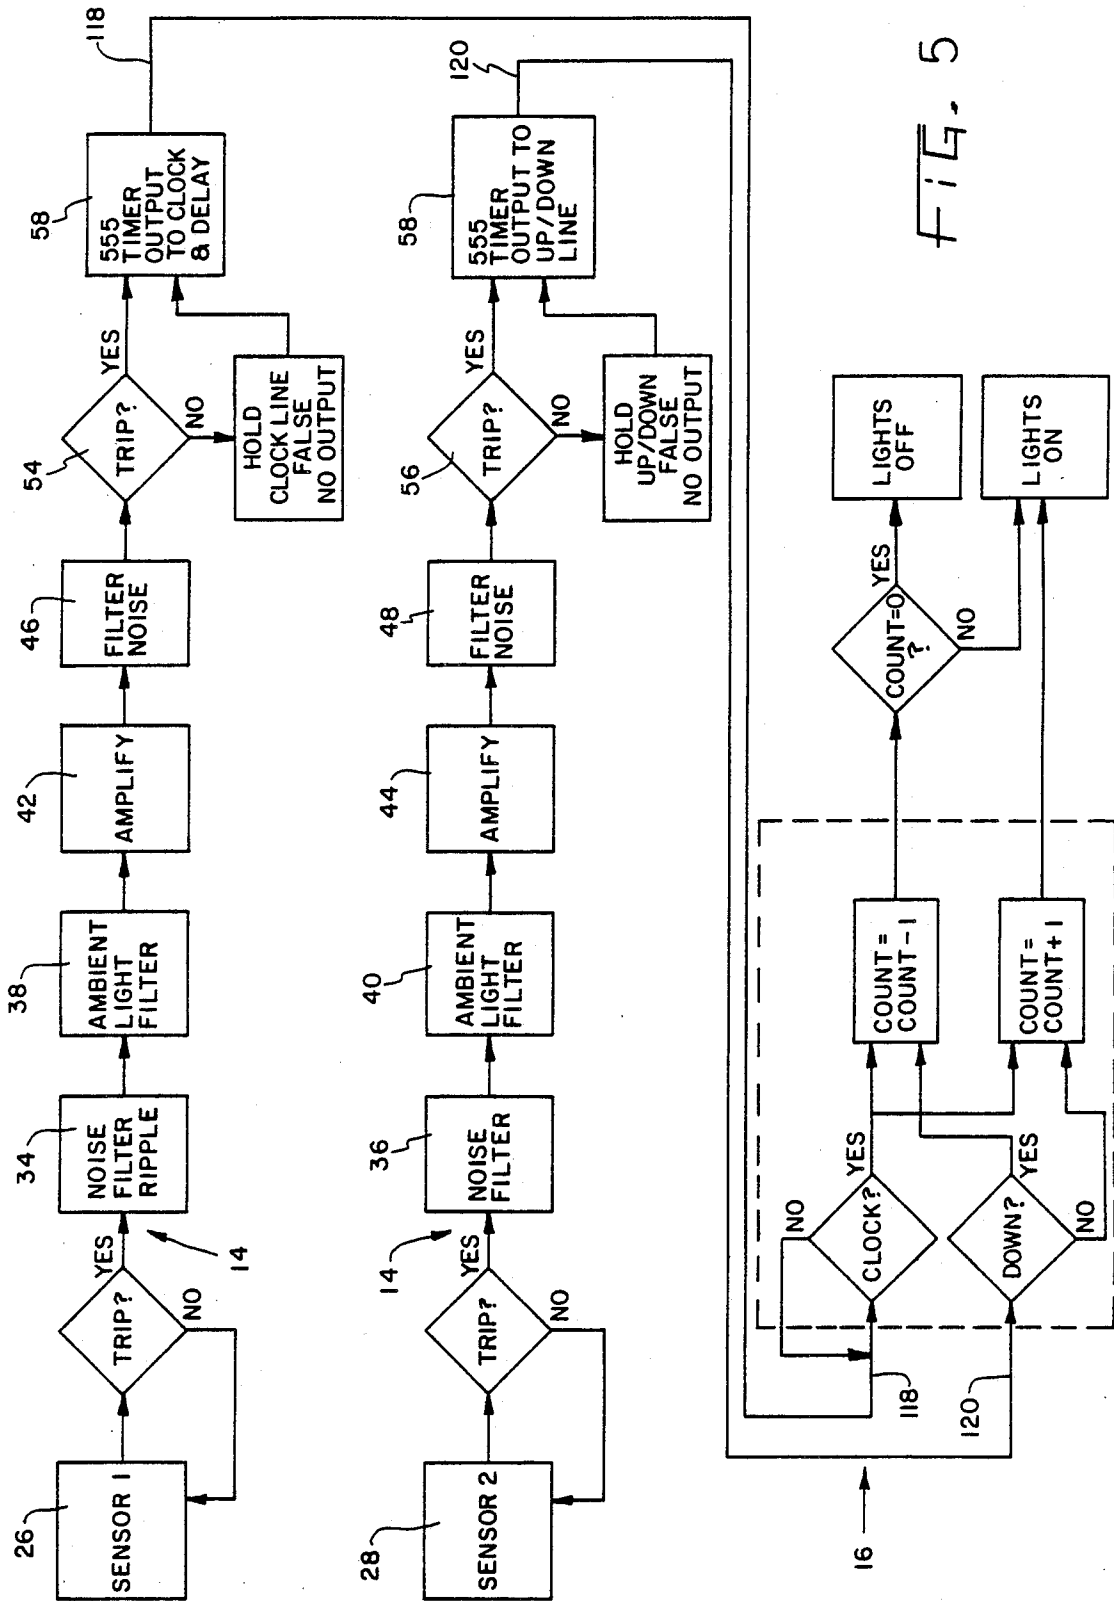 26
SENSOR 1
TRIP?
YES
NO
14
34
NOISE
FILTER
RIPPLE
38
AMBIENT
LIGHT
FILTER
42
AMPLIFY
46
FILTER
NOISE
54
TRIP?
YES
NO
HOLD
CLOCK LINE
FALSE
NO OUTPUT
58
555
TIMER
OUTPUT
TO CLOCK
& DELAY
118
28
SENSOR 2
TRIP?
YES
NO
14
36
NOISE
FILTER
40
AMBIENT
LIGHT
FILTER
44
AMPLIFY
48
FILTER
NOISE
56
TRIP?
YES
NO
HOLD
UP/DOWN
FALSE
NO OUTPUT
58
555
TIMER
OUTPUT TO
UP/DOWN
LINE
120
16
118
120
CLOCK?
NO
YES
DOWN?
YES
NO
COUNT=
COUNT-1
COUNT=
COUNT+1
COUNT=0
?
YES
NO
LIGHTS
OFF
LIGHTS
ON
FIG. 5